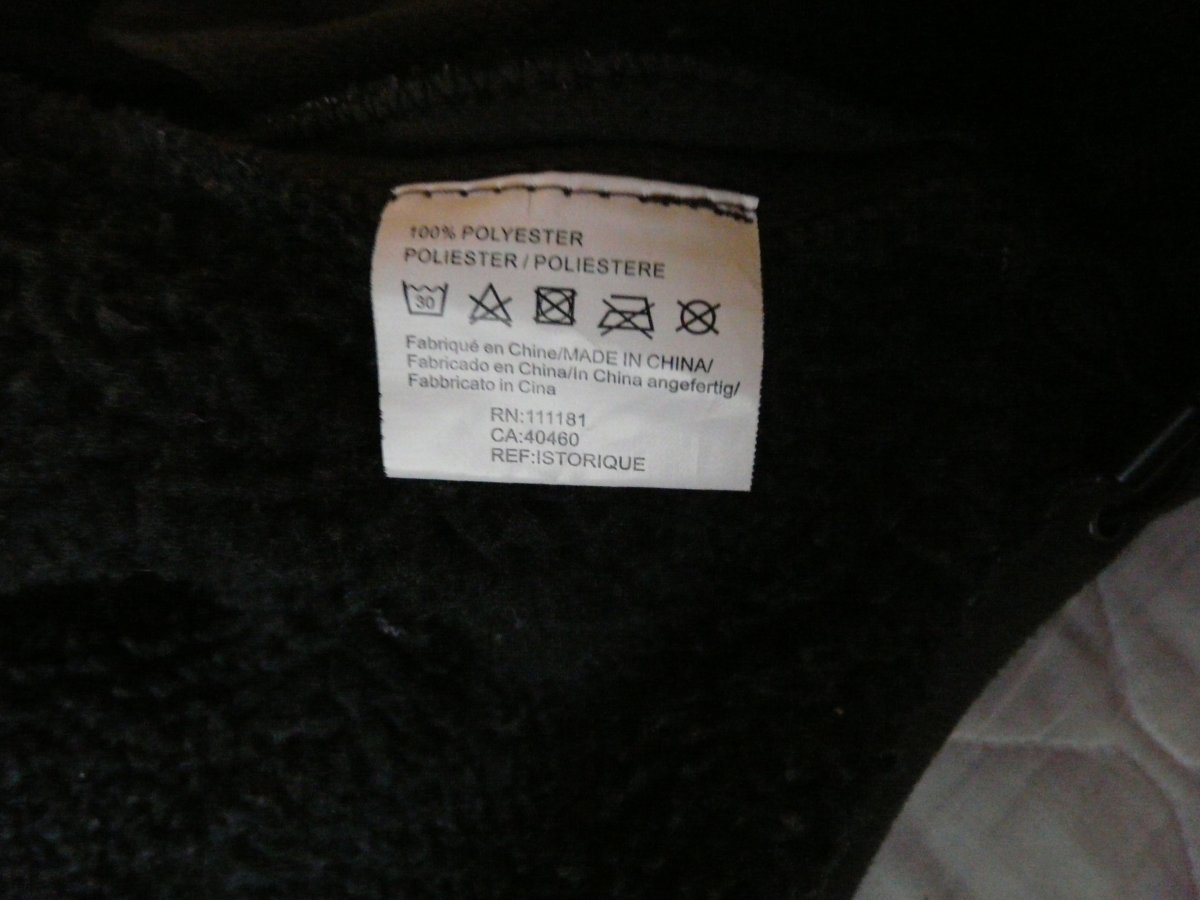 100% POLYESTER
POLIESTER / POLIESTERE
30
Fabriqué en Chine/MADE IN CHINA/
Fabricado en China/In China angefertig/
Fabbricato in Cina
RN:111181
CA:40460
REF:ISTORIQUE